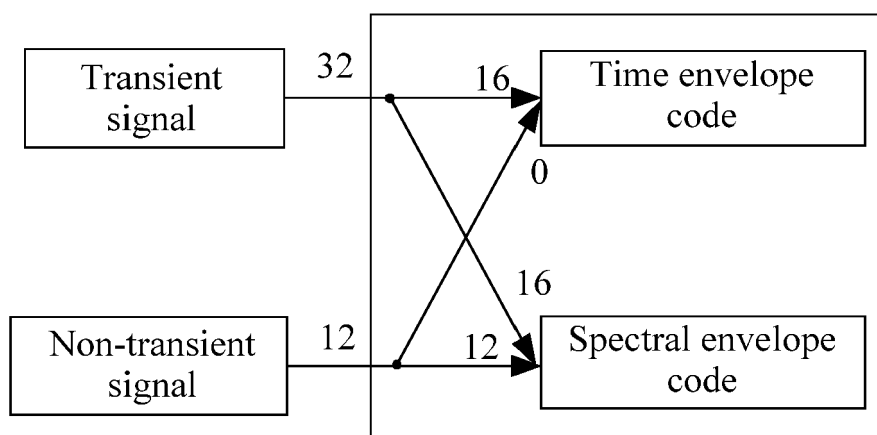 Transient
signal
32
16
Time envelope
code
0
16
Non-transient
signal
12
12
Spectral envelope
code